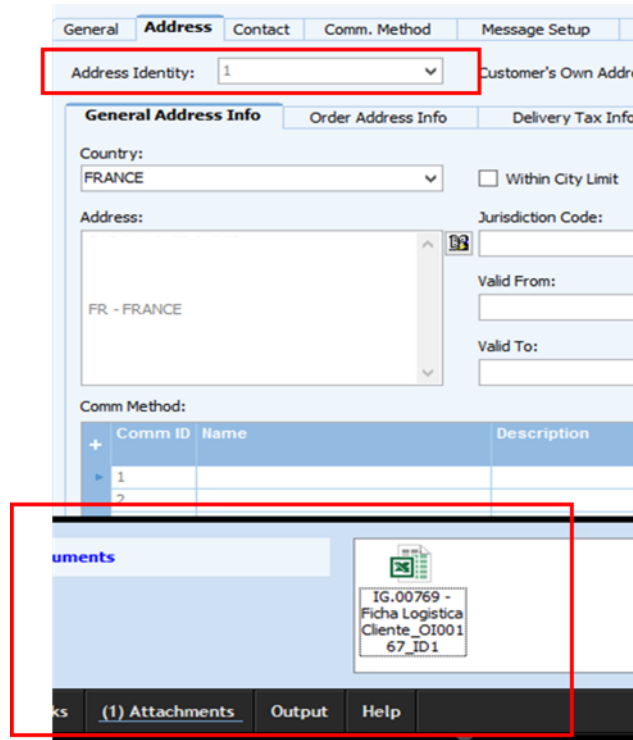 General Address Contact Comm. Method Message Setup
Address Identity: 1 Customer's Own Addre
General Address Info Order Address Info Delivery Tax Info
Country:
FRANCE Within City Limit
Address: Jurisdiction Code:
FR - FRANCE
Valid From:
Valid To:
Comm Method:
Comm ID Name Description
1
2
uments
IG.00769 -
Ficha Logistica
Cliente_OI001
67_ID1
ks (1) Attachments Output Help